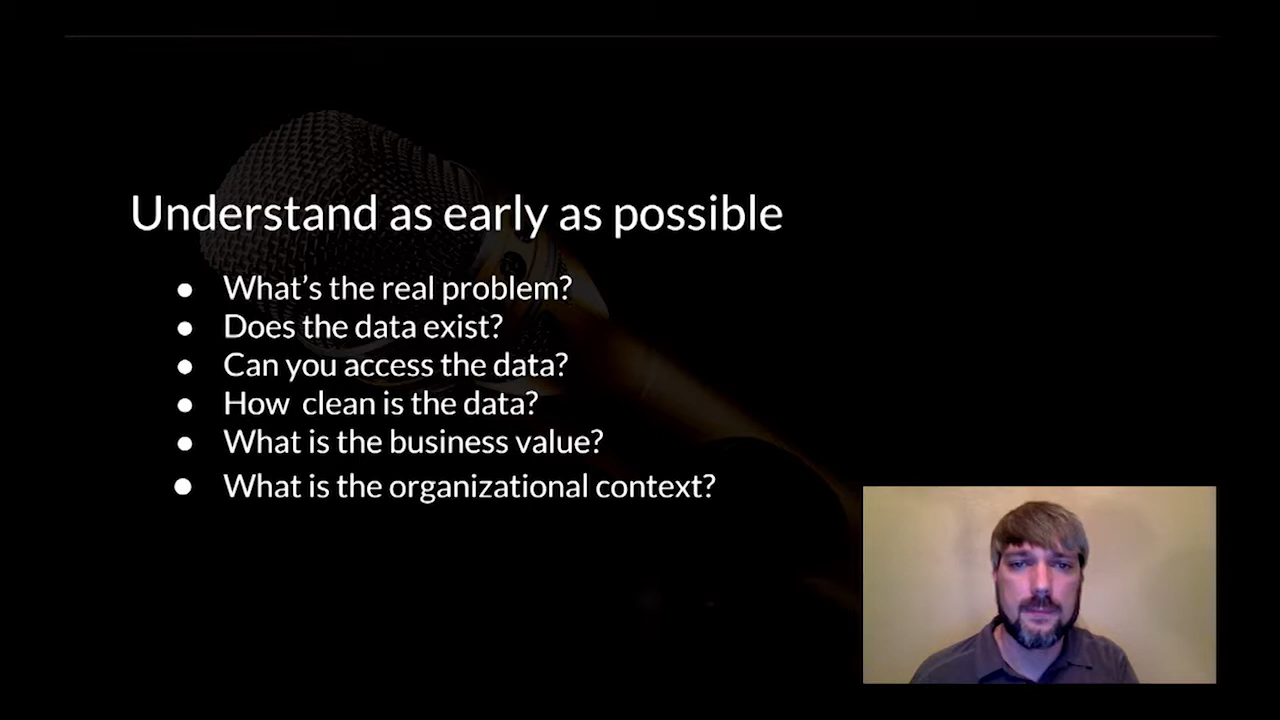 Understand as early as possible
● What's the real problem?
● Does the data exist?
● Can you access the data?
● How  clean is the data?
● What is the business value?
● What is the organizational context?